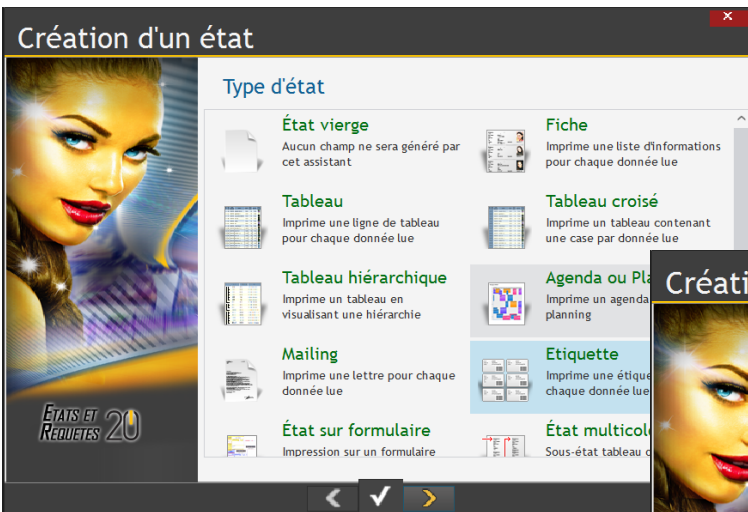 Création d'un état
Type d'état
État vierge
Aucun champ ne sera généré par
cet assistant
Fiche
Imprime une liste d'informations
pour chaque donnée lue
Tableau
Imprime une ligne de tableau
pour chaque donnée lue
Tableau croisé
Imprime un tableau contenant
une case par donnée lue
Tableau hiérarchique
Imprime un tableau en
visualisant une hiérarchie
Agenda ou Pla
Imprime un agenda
planning
Mailing
Imprime une lettre pour chaque
donnée lue
Etiquette
Imprime une étique
chaque donnée lue
État sur formulaire
Impression sur un formulaire
État multicol
Sous-état tableau
ETATS ET
REQUETES 20
Créati